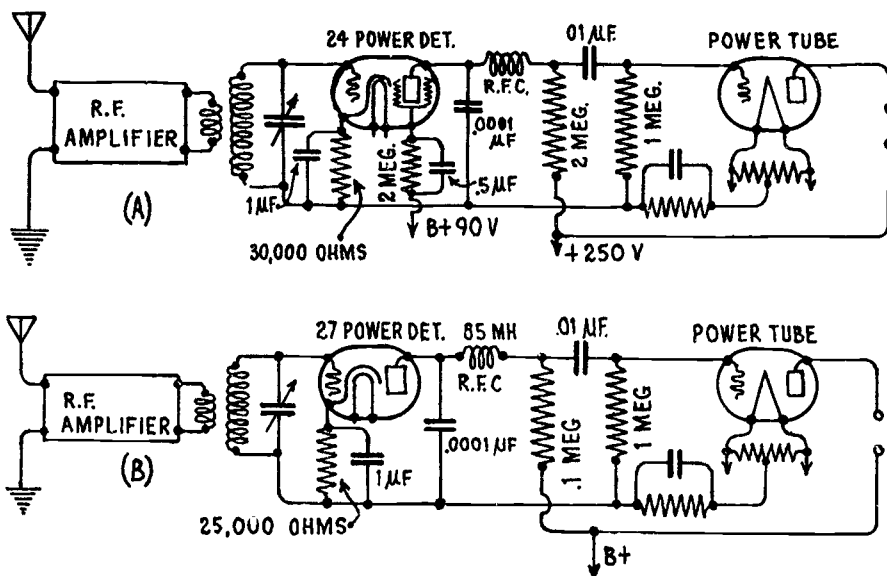 24 POWER DET.
.01 µF.
POWER TUBE
R.F.C.
R.F.
AMPLIFIER
.0001
µF
2 MEG.
1 MEG.
2 MEG.
(A)
1 µF.
.5 µF
30,000 OHMS
B+90 V
+250 V
27 POWER DET.
85 MH
.01 µF.
POWER TUBE
R.F.C
R.F.
AMPLIFIER
.0001 µF
.1 MEG
1 MEG
(B)
1 µF
25,000 OHMS
B+